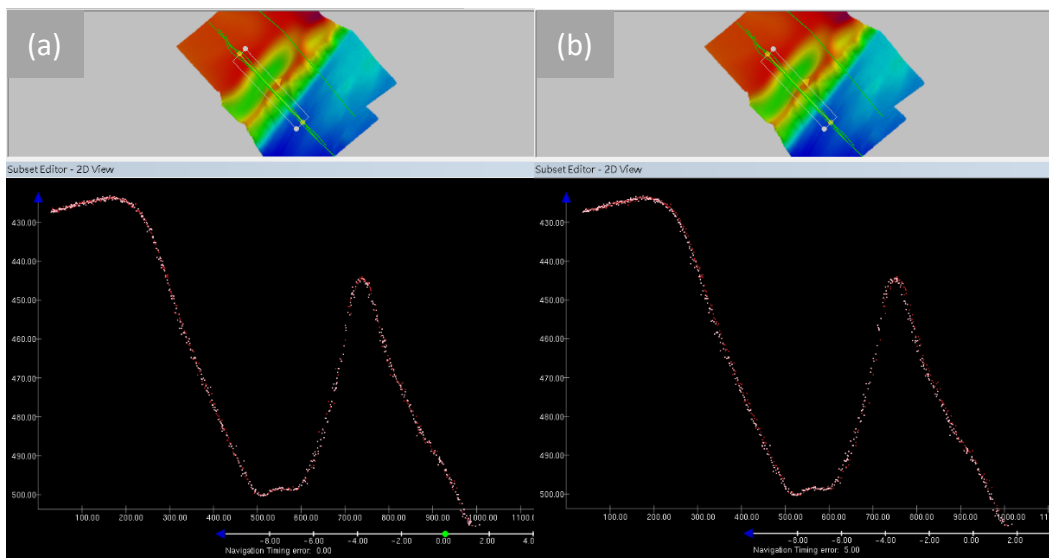 (a)
(b)
Subset Editor - 2D View
Subset Editor - 2D View
430.00
440.00
450.00
460.00
470.00
480.00
490.00
500.00
100.00 200.00 300.00 400.00 500.00 600.00 700.00 800.00 900.00 1000.00 1100.0
-8.00 -6.00 -4.00 -2.00 0.00 2.00 4.0
Navigation Timing error: 0.00
430.00
440.00
450.00
460.00
470.00
480.00
490.00
500.00
100.00 200.00 300.00 400.00 500.00 600.00 700.00 800.00 900.00 1000.00 110
-8.00 -6.00 -4.00 -2.00 0.00 2.00
Navigation Timing error: 5.00